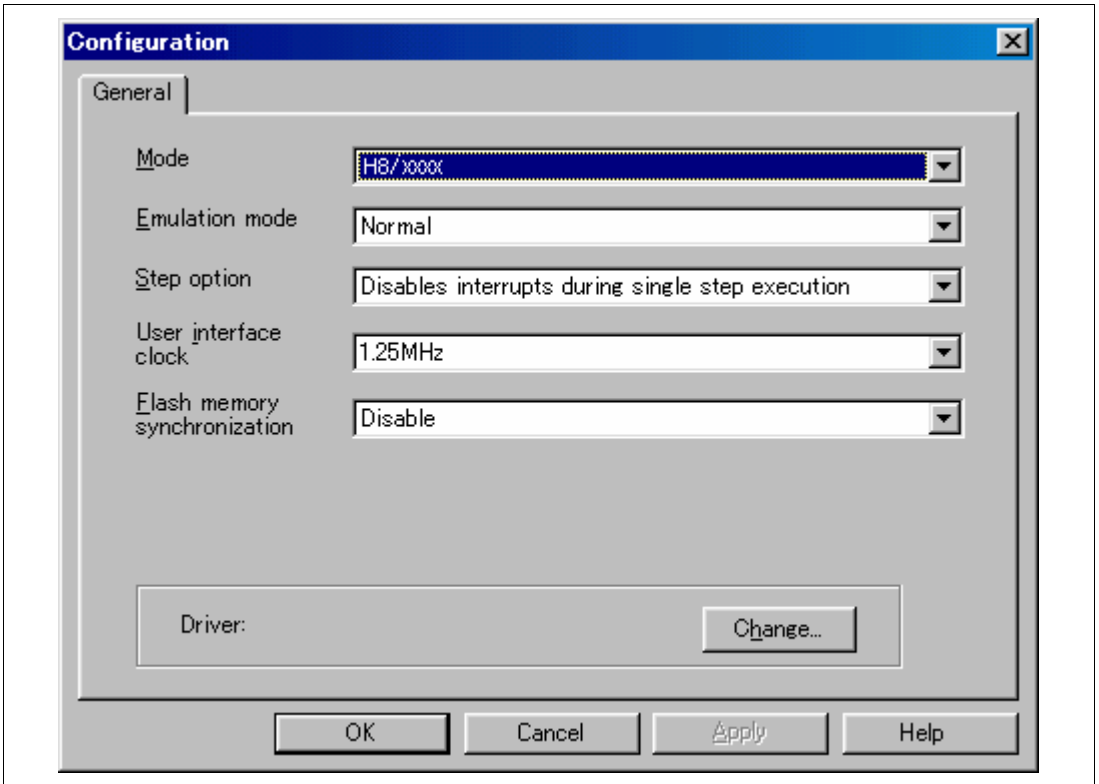 Configuration
General
Mode
H8/xxxx
Emulation mode
Normal
Step option
Disables interrupts during single step execution
User interface
clock
1.25MHz
Flash memory
synchronization
Disable
Driver:
Change...
OK
Cancel
Apply
Help